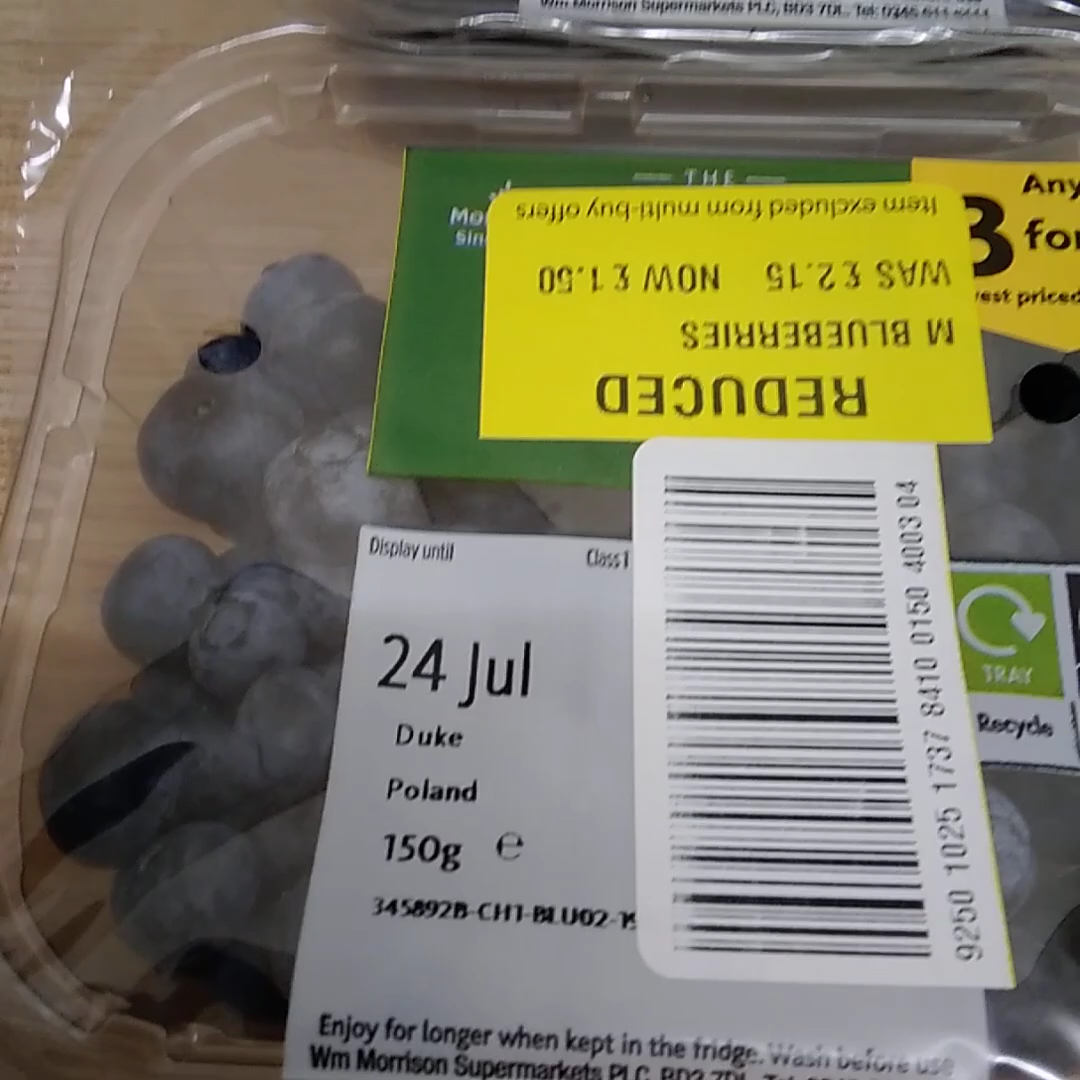 Wm Morrison Supermarkets PLC, BD3 7DL. Tel: 0345
THE
Any
3 for
priced
Item excluded from multi-buy offers
WAS £ 2.15 NOW £ 1.50
M BLUEBERRIES
REDUCED
9250 1025 1737 8410 0150 4003 04
Display until
Class 1
24 Jul
Duke
Poland
150g e
345892B-CH1-BLU02-
TRAY
Recycle
Enjoy for longer when kept in the fridge. Wash before use
Wm Morrison Supermarkets PLC, BD3 7DL.